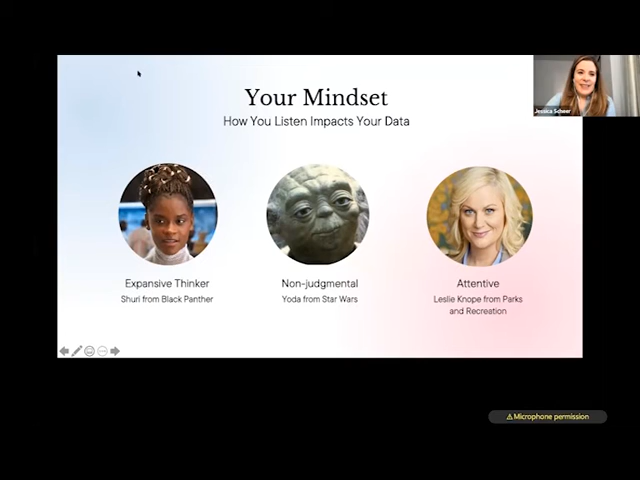 Your Mindset
How You Listen Impacts Your Data
Jessica Scheer
Expansive Thinker
Shuri from Black Panther
Non-judgmental
Yoda from Star Wars
Attentive
Leslie Knope from Parks
and Recreation
Microphone permission